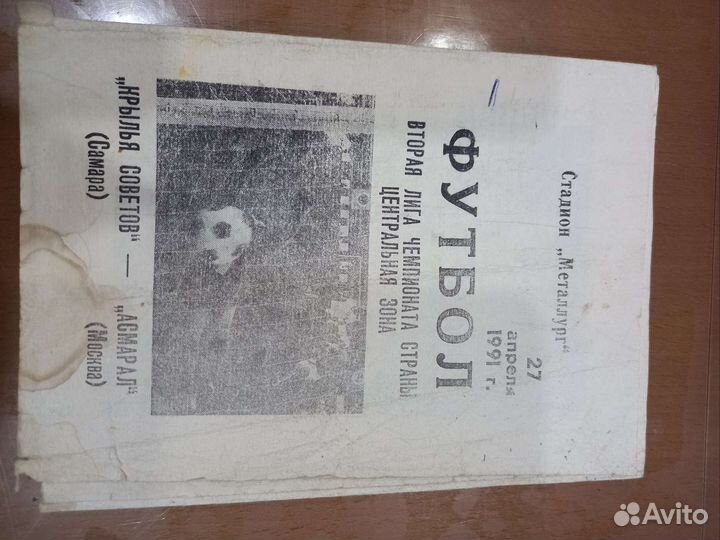 Стадион „Металлург“
27
апреля
1991 г.
ФУТБОЛ
ВТОРАЯ ЛИГА ЧЕМПИОНАТА СТРАНЫ
ЦЕНТРАЛЬНАЯ ЗОНА
„КРЫЛЬЯ СОВЕТОВ“ — „АСМАРАЛ“
(Самара) (Москва)
Avito